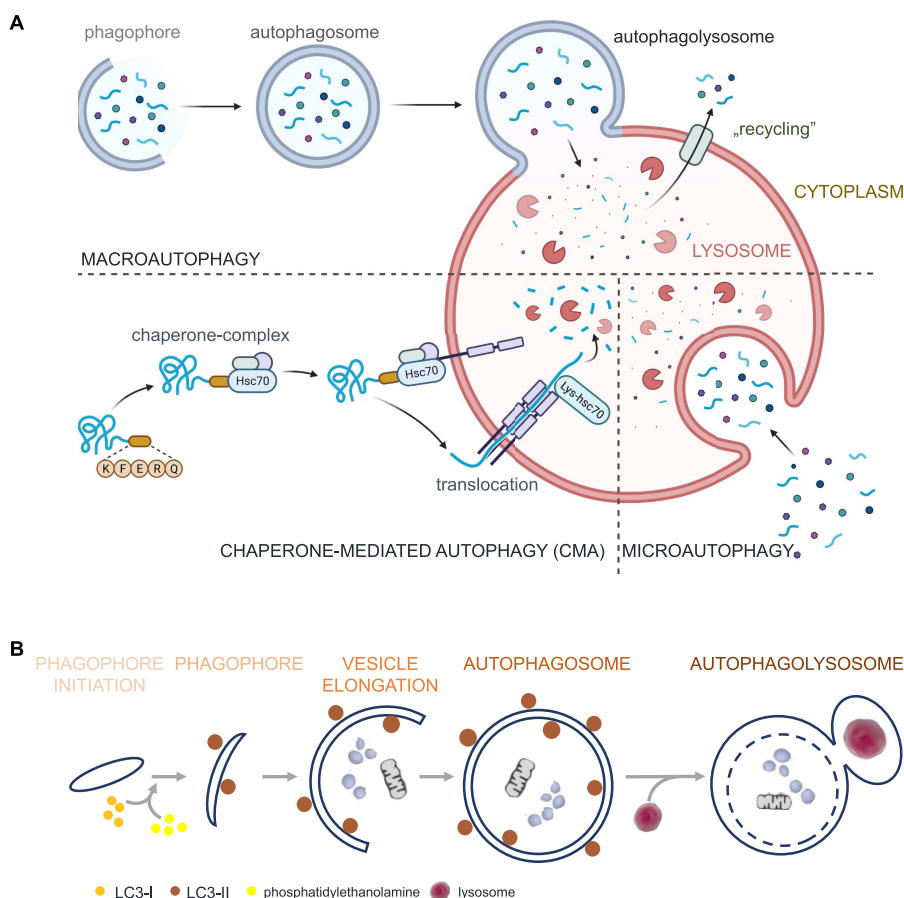 A
phagophore
autophagosome
autophagolysosome
„recycling”
CYTOPLASM
LYSOSOME
MACROAUTOPHAGY
chaperone-complex
Hsc70
Hsc70
Lys-hsc70
K F E R Q
translocation
CHAPERONE-MEDIATED AUTOPHAGY (CMA)
MICROAUTOPHAGY
B
PHAGOPHORE
INITIATION
PHAGOPHORE
VESICLE
ELONGATION
AUTOPHAGOSOME
AUTOPHAGOLYSOSOME
LC3-I
LC3-II
phosphatidylethanolamine
lysosome